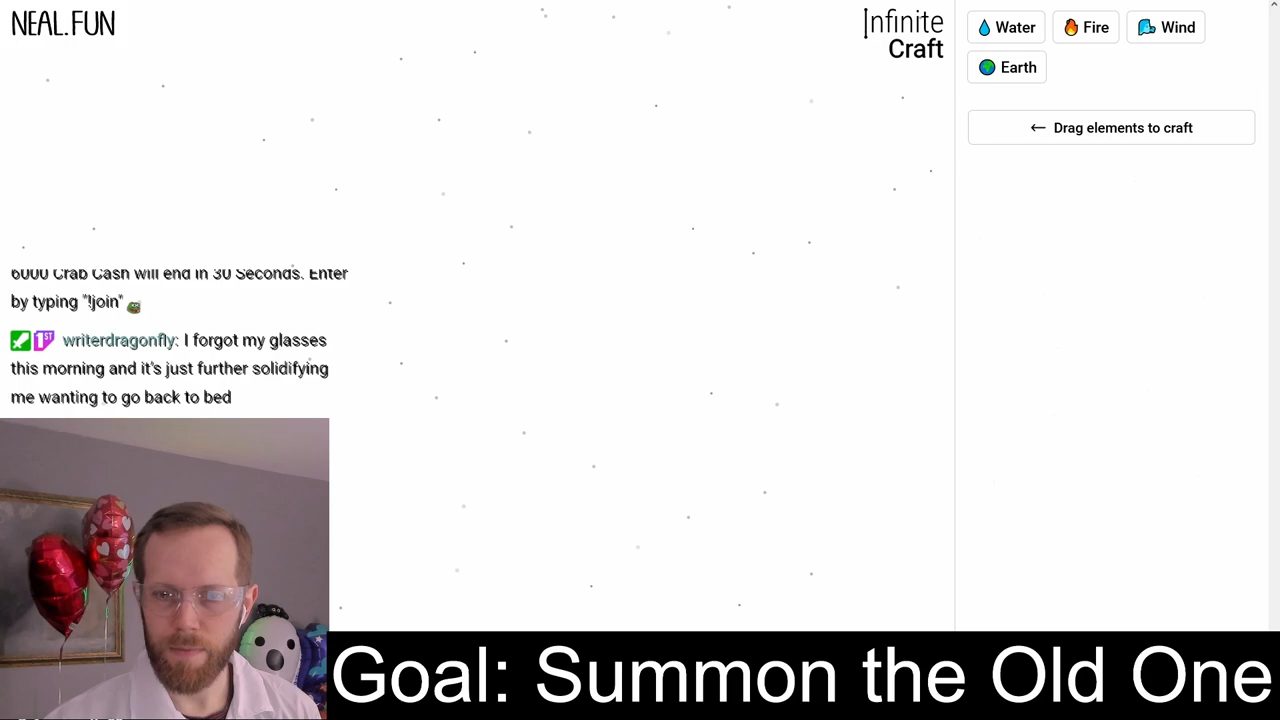 NEAL.FUN
Infinite
Craft
Water
Fire
Wind
Earth
Drag elements to craft
6000 Crab Cash will end in 30 Seconds. Enter
by typing "!join"
1ST writerdragonfly: I forgot my glasses
this morning and it's just further solidifying
me wanting to go back to bed
Goal: Summon the Old One